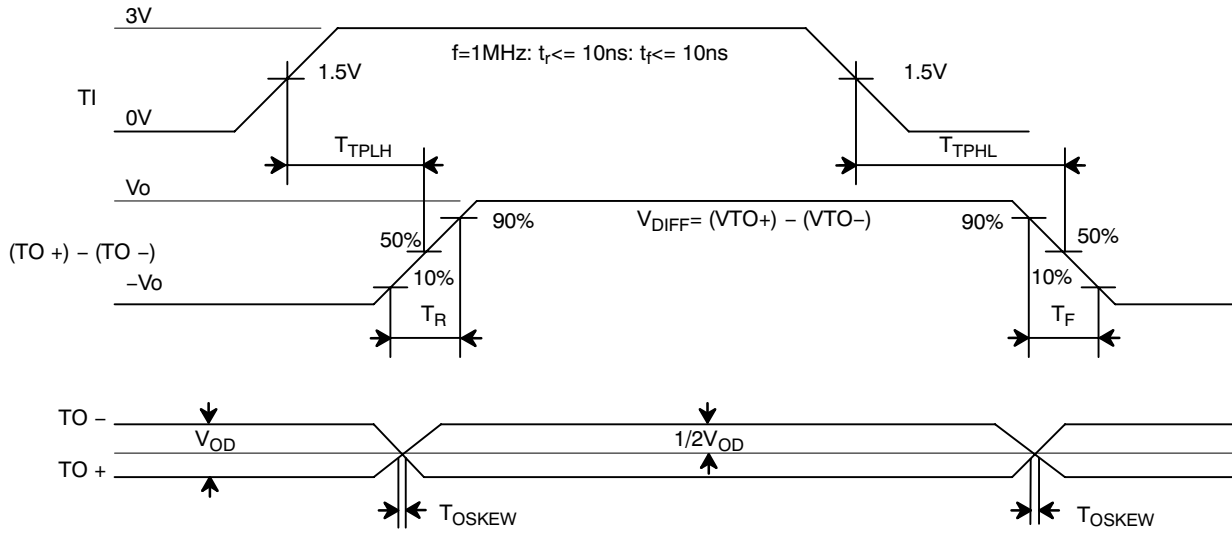 3V
f=1MHz: tr<= 10ns: tf<= 10ns
1.5V
1.5V
TI
0V
TTPLH
TTPHL
Vo
90%
VDIFF= (VTO+) − (VTO−)
90%
50%
50%
(TO +) − (TO −)
10%
10%
−Vo
TR
TF
TO −
VOD
1/2VOD
TO +
TOSKEW
TOSKEW